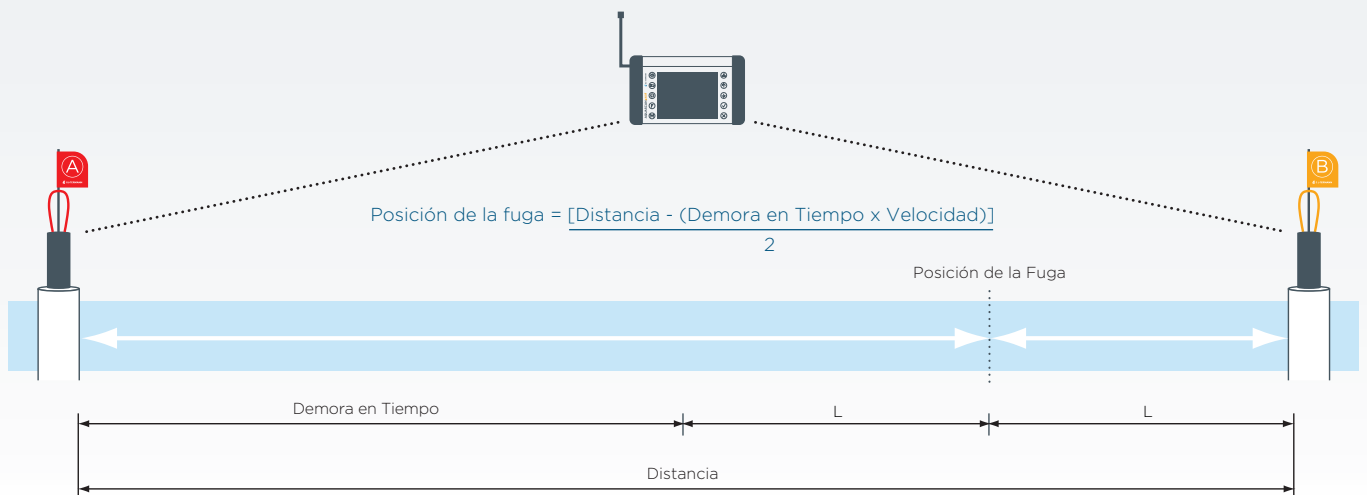 A
B
Posición de la fuga = [Distancia - (Demora en Tiempo x Velocidad)]
2
Posición de la Fuga
Demora en Tiempo
L
L
Distancia